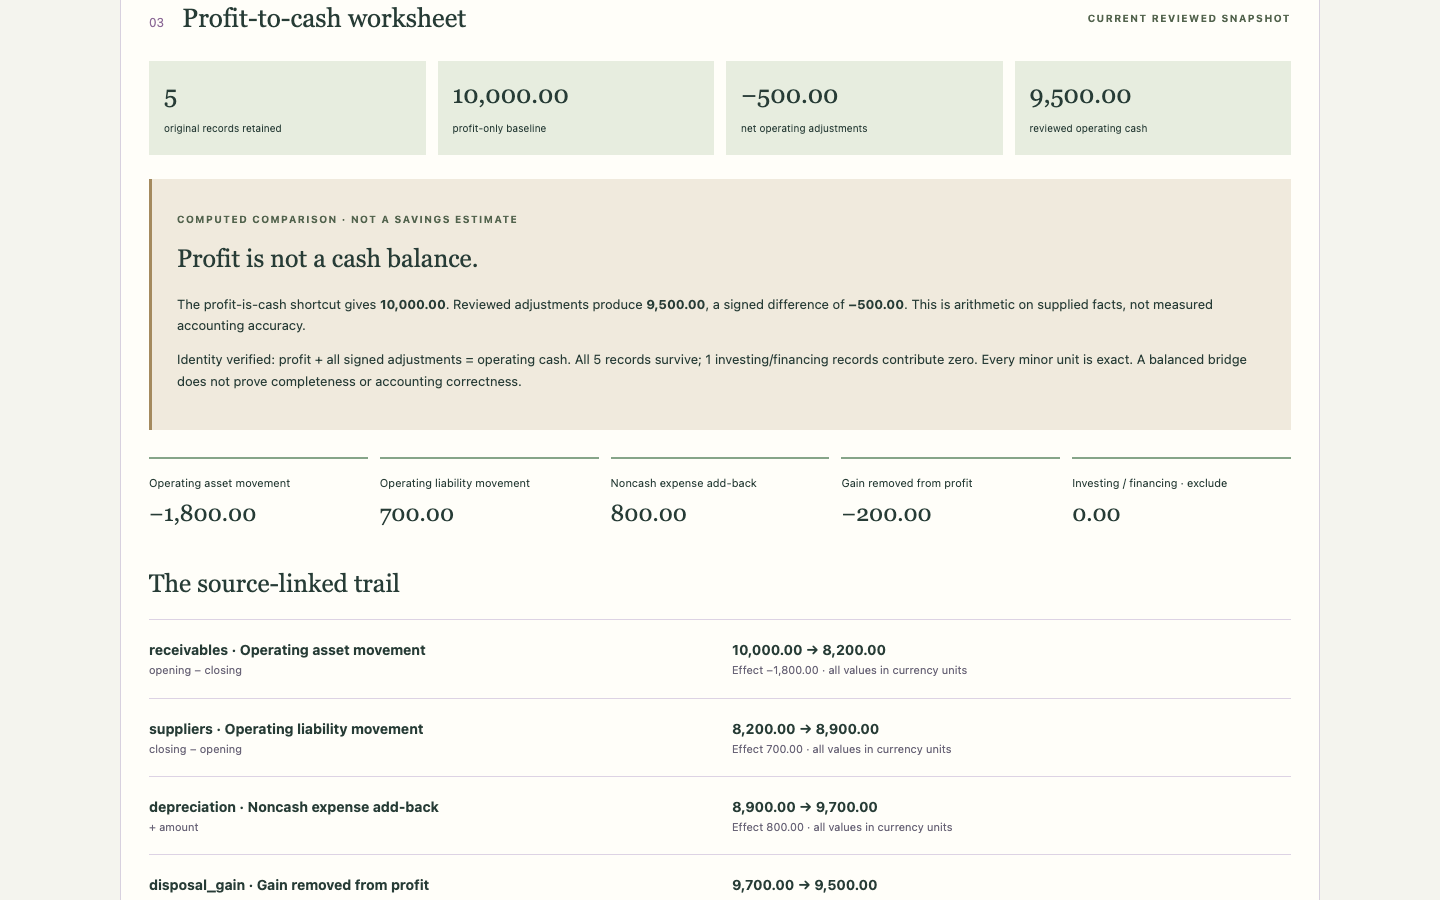 03 Profit-to-cash worksheet
CURRENT REVIEWED SNAPSHOT
5
original records retained
10,000.00
profit-only baseline
−500.00
net operating adjustments
9,500.00
reviewed operating cash
COMPUTED COMPARISON · NOT A SAVINGS ESTIMATE
Profit is not a cash balance.
The profit-is-cash shortcut gives 10,000.00. Reviewed adjustments produce 9,500.00, a signed difference of −500.00. This is arithmetic on supplied facts, not measured
accounting accuracy.
Identity verified: profit + all signed adjustments = operating cash. All 5 records survive; 1 investing/financing records contribute zero. Every minor unit is exact. A balanced bridge
does not prove completeness or accounting correctness.
Operating asset movement
−1,800.00
Operating liability movement
700.00
Noncash expense add-back
800.00
Gain removed from profit
−200.00
Investing / financing · exclude
0.00
The source-linked trail
receivables · Operating asset movement
opening − closing
10,000.00 → 8,200.00
Effect −1,800.00 · all values in currency units
suppliers · Operating liability movement
closing − opening
8,200.00 → 8,900.00
Effect 700.00 · all values in currency units
depreciation · Noncash expense add-back
+ amount
8,900.00 → 9,700.00
Effect 800.00 · all values in currency units
disposal_gain · Gain removed from profit
9,700.00 → 9,500.00